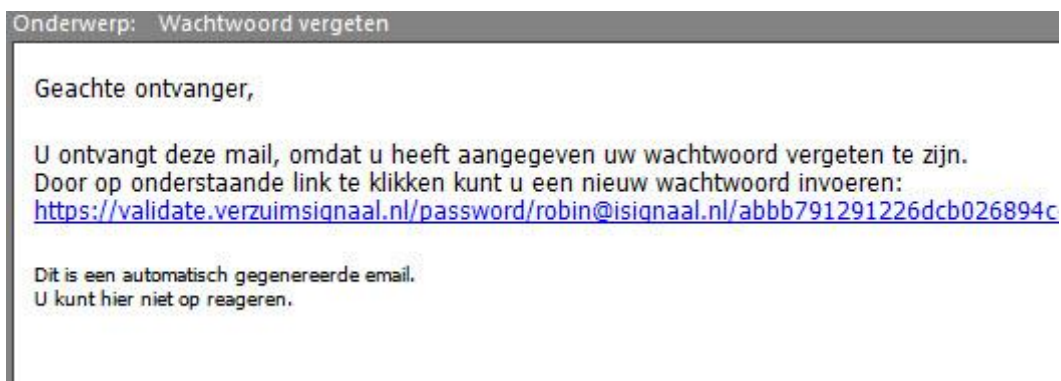 Onderwerp: Wachtwoord vergeten
Geachte ontvanger,
U ontvangt deze mail, omdat u heeft aangegeven uw wachtwoord vergeten te zijn.
Door op onderstaande link te klikken kunt u een nieuw wachtwoord invoeren:
https://validate.verzuimsignaal.nl/password/robin@isignaal.nl/abbb791291226dcb026894c
Dit is een automatisch gegenereerde email.
U kunt hier niet op reageren.